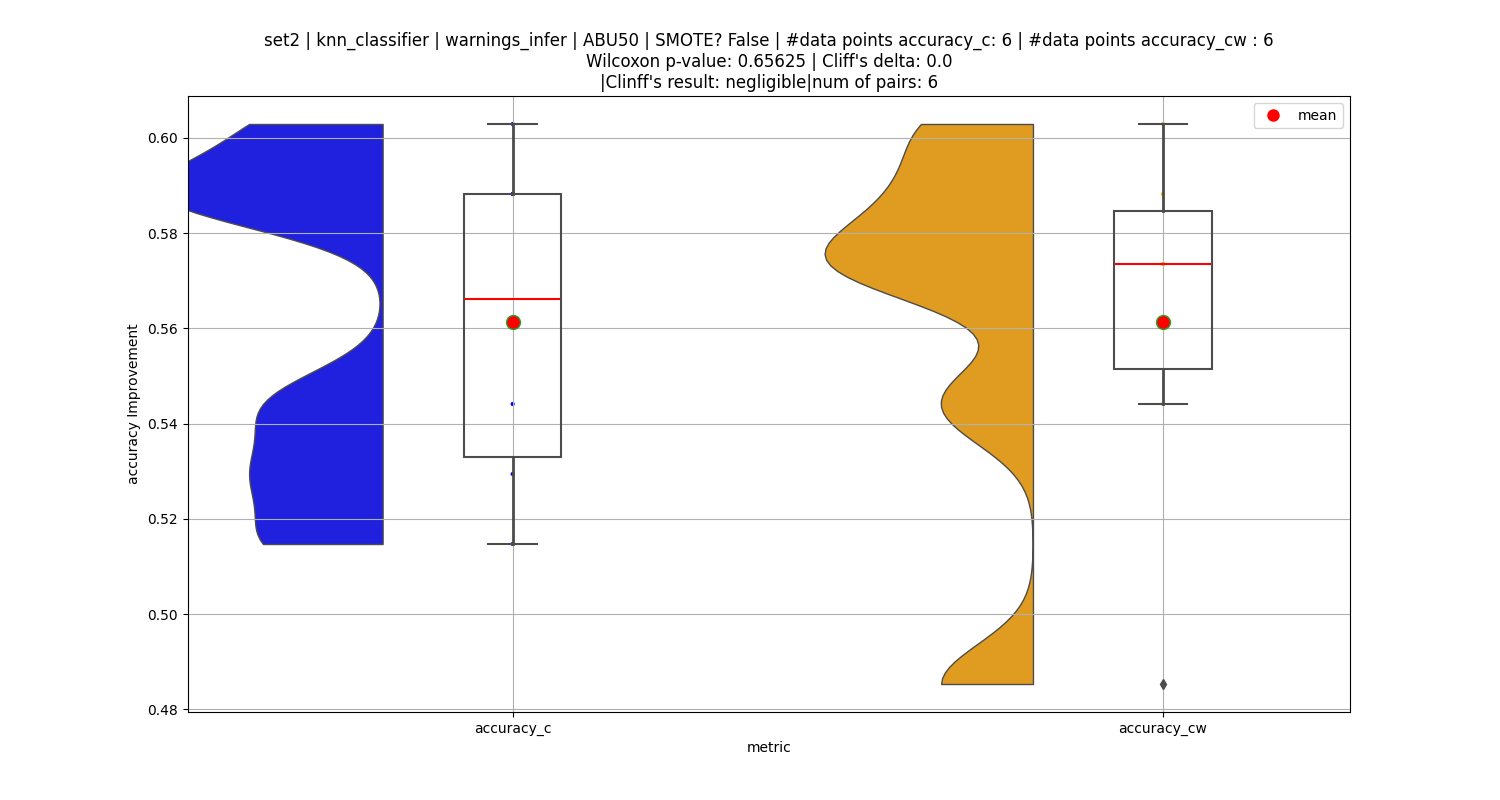 set2 | knn_classifier | warnings_infer | ABU50 | SMOTE? False | #data points accuracy_c: 6 | #data points accuracy_cw : 6
Wilcoxon p-value: 0.65625 | Cliff's delta: 0.0
|Clinff's result: negligible|num of pairs: 6
mean
0.60
0.58
0.56
0.54
0.52
0.50
0.48
accuracy Improvement
accuracy_c
accuracy_cw
metric